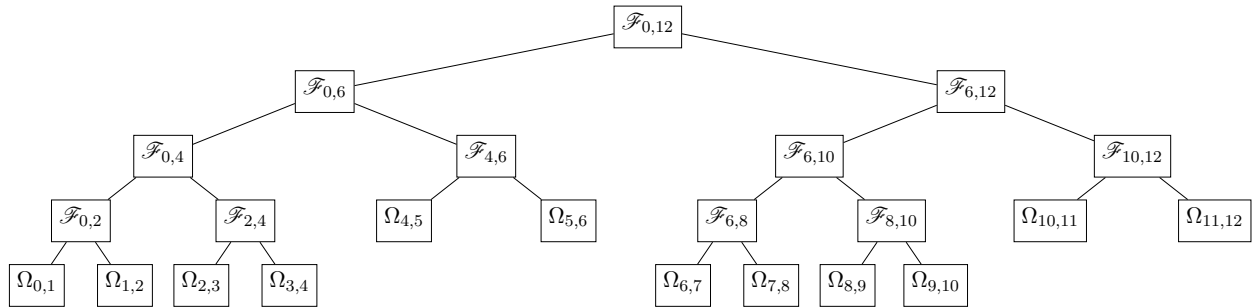 ℱ0,12
ℱ0,6 ℱ6,12
ℱ0,4 ℱ4,6 ℱ6,10 ℱ10,12
ℱ0,2 ℱ2,4 Ω4,5 Ω5,6 ℱ6,8 ℱ8,10 Ω10,11 Ω11,12
Ω0,1 Ω1,2 Ω2,3 Ω3,4 Ω6,7 Ω7,8 Ω8,9 Ω9,10